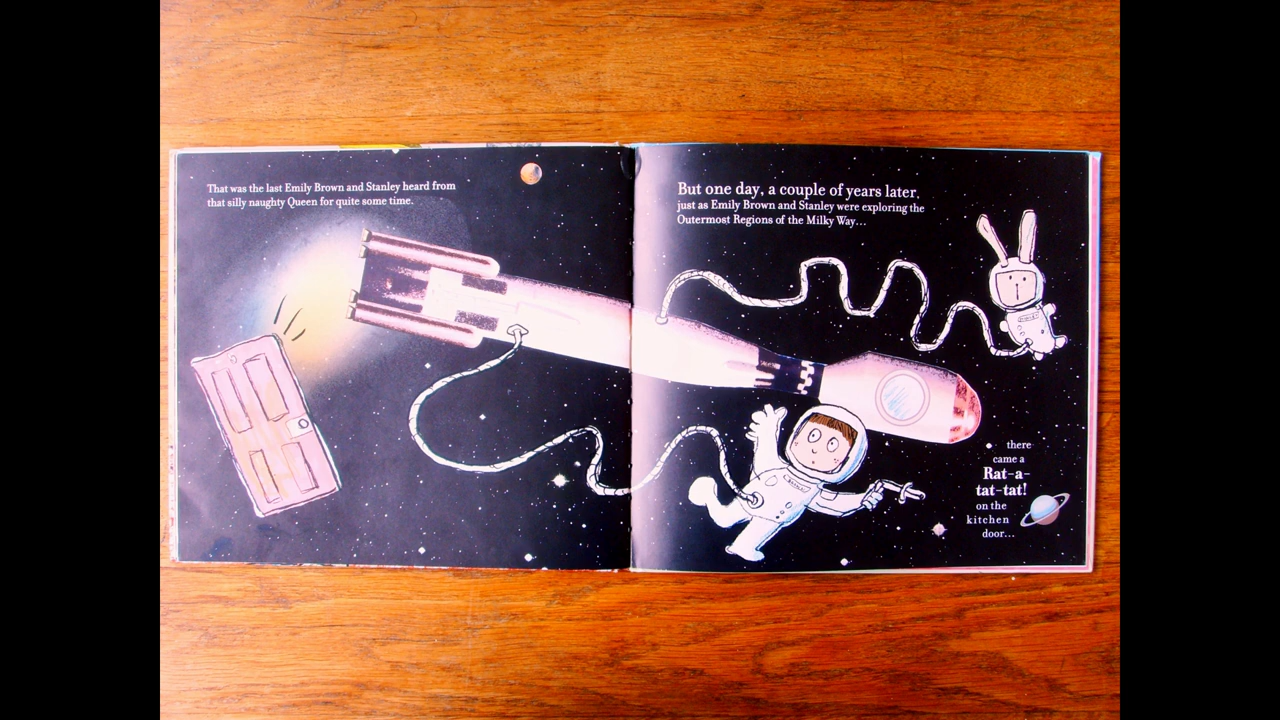 That was the last Emily Brown and Stanley heard from
that silly naughty Queen for quite some time.
But one day, a couple of years later,
just as Emily Brown and Stanley were exploring the
Outermost Regions of the Milky Way...
there
came a
Rat-a-
tat-tat!
on the
kitchen
door...